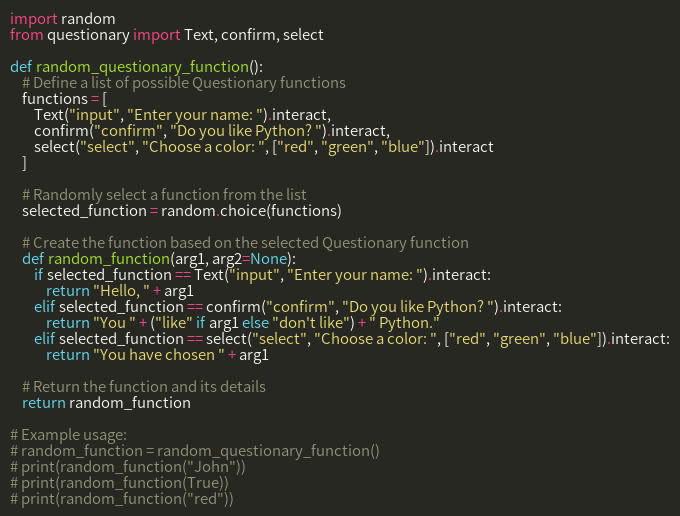 import random
from questionary import Text, confirm, select
def random_questionary_function():
# Define a list of possible Questionary functions
functions = [
Text("input", "Enter your name: ").interact,
confirm("confirm", "Do you like Python? ").interact,
select("select", "Choose a color: ", ["red", "green", "blue"]).interact
]
# Randomly select a function from the list
selected_function = random.choice(functions)
# Create the function based on the selected Questionary function
def random_function(arg1, arg2=None):
if selected_function == Text("input", "Enter your name: ").interact:
return "Hello, " + arg1
elif selected_function == confirm("confirm", "Do you like Python? ").interact:
return "You " + ("like" if arg1 else "don't like") + " Python."
elif selected_function == select("select", "Choose a color: ", ["red", "green", "blue"]).interact:
return "You have chosen " + arg1
# Return the function and its details
return random_function
# Example usage:
# random_function = random_questionary_function()
# print(random_function("John"))
# print(random_function(True))
# print(random_function("red"))